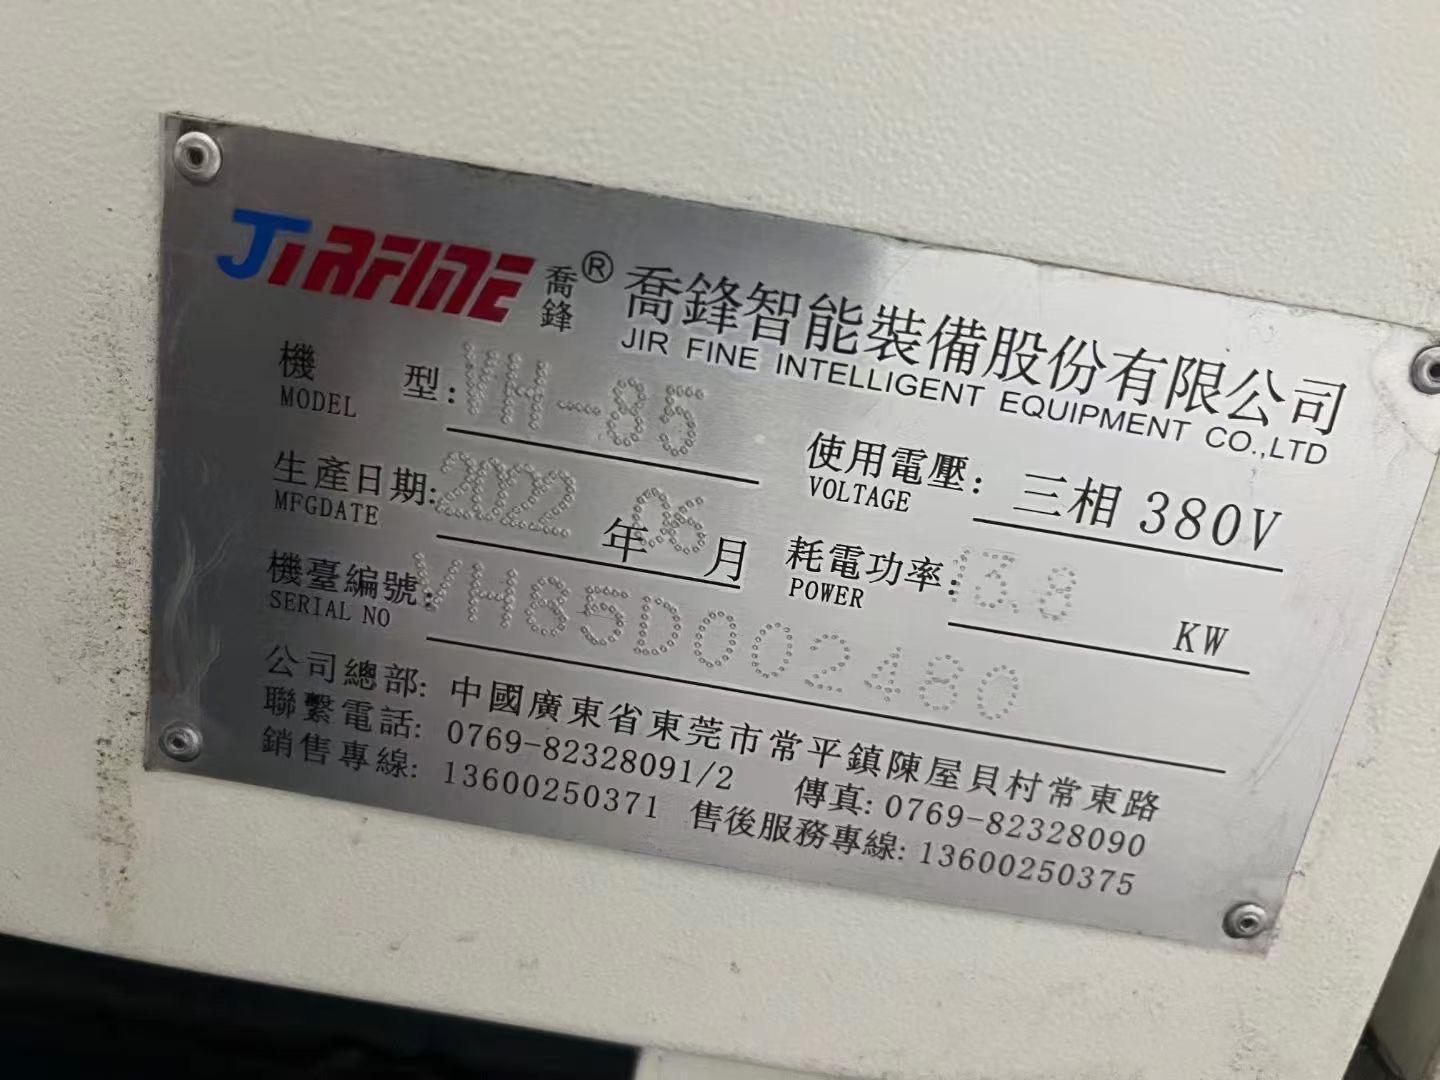 JIRFINE 喬鋒® 喬鋒智能裝備股份有限公司
JIR FINE INTELLIGENT EQUIPMENT CO.,LTD
機 型: VH-85
MODEL
使用電壓: 三相 380V
VOLTAGE
生產日期: 2022 年 06 月
MFGDATE
耗電功率: 13.8 KW
POWER
機臺編號: VH85D002480
SERIAL NO
公司總部: 中國廣東省東莞市常平鎮陳屋貝村常東路
聯繫電話: 0769-82328091/2 傳真: 0769-82328090
銷售專線: 13600250371 售後服務專線: 13600250375